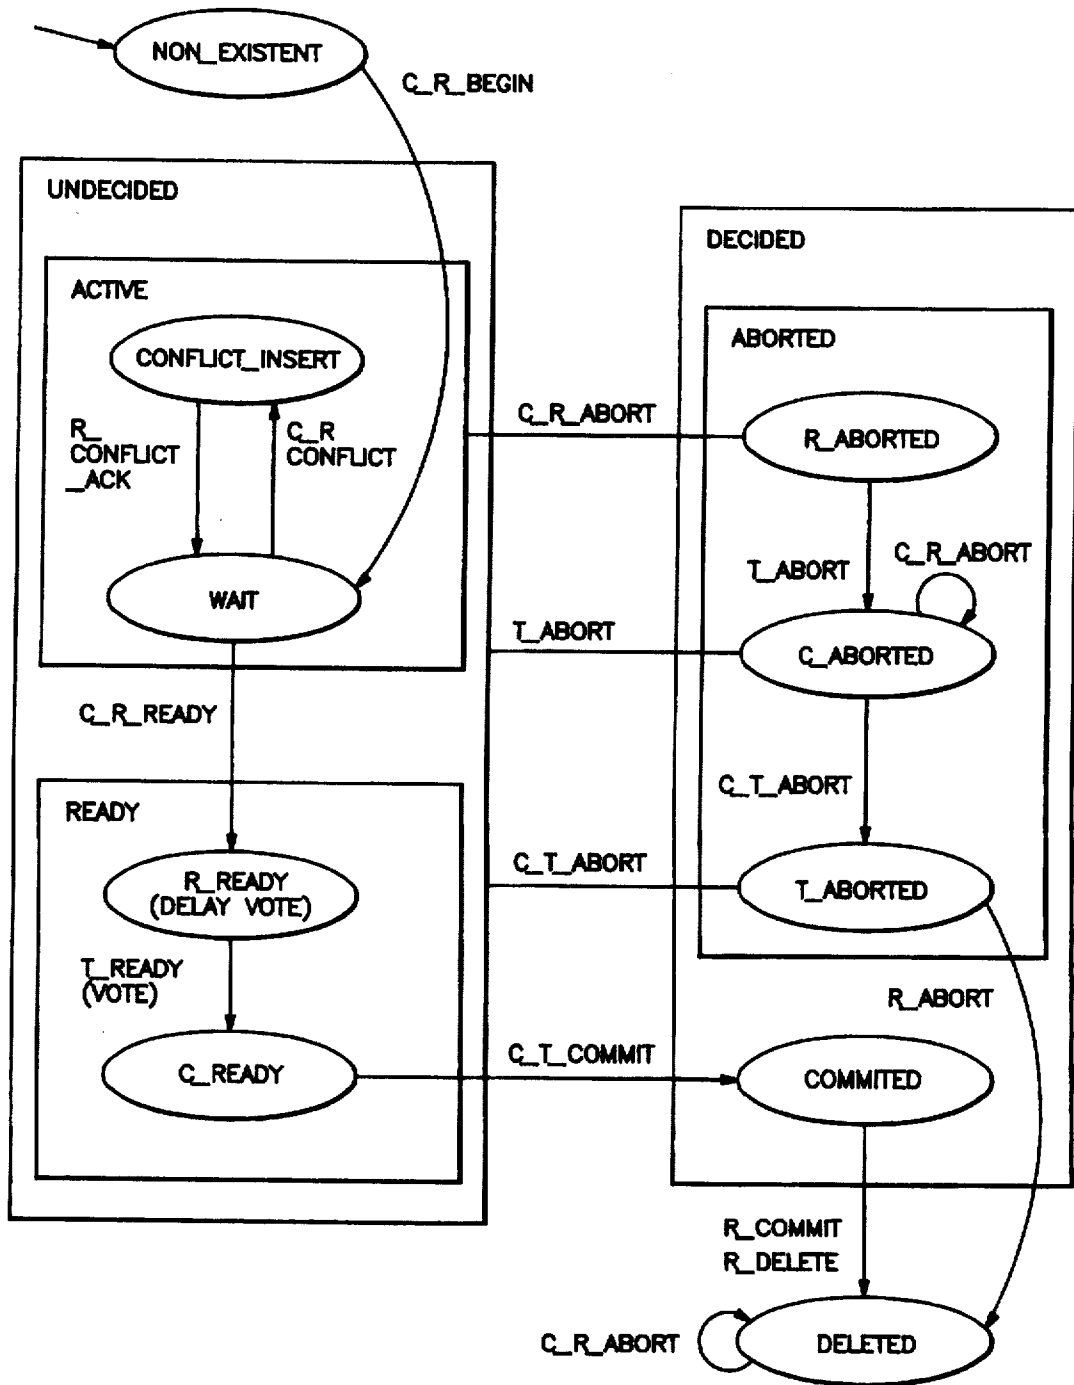 NON_EXISTENT
C_R_BEGIN
UNDECIDED
ACTIVE
CONFLICT_INSERT
R_
CONFLICT
_ACK
C_R
CONFLICT
WAIT
C_R_READY
READY
R_READY
(DELAY VOTE)
T_READY
(VOTE)
C_READY
C_R_ABORT
T_ABORT
C_T_ABORT
C_T_COMMIT
DECIDED
ABORTED
R_ABORTED
T_ABORT
C_R_ABORT
C_ABORTED
C_T_ABORT
T_ABORTED
R_ABORT
COMMITED
R_COMMIT
R_DELETE
C_R_ABORT
DELETED